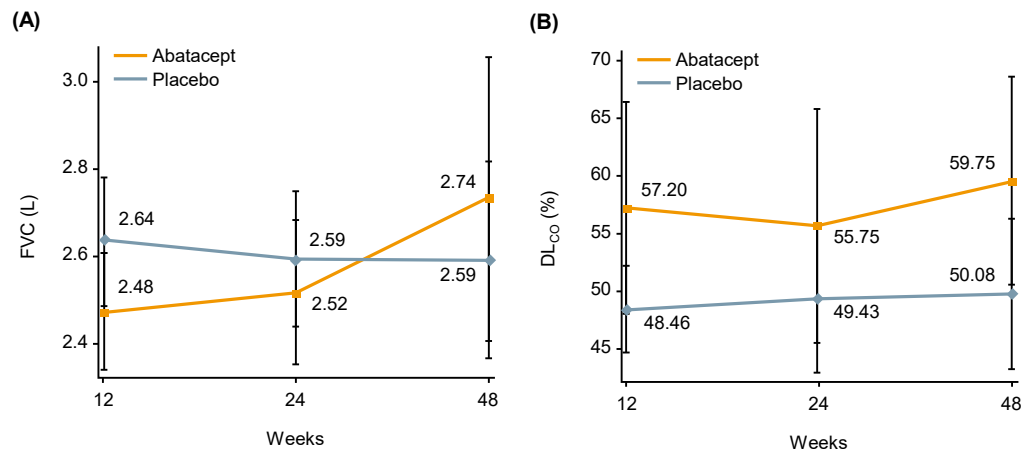 (A)
Abatacept
Placebo
3.0
2.8
2.6
2.4
FVC (L)
2.64
2.48
2.59
2.52
2.74
2.59
12
24
48
Weeks
(B)
Abatacept
Placebo
70
65
60
55
50
45
DLCO (%)
57.20
48.46
55.75
49.43
59.75
50.08
12
24
48
Weeks